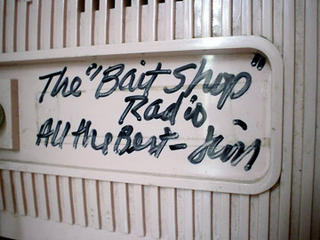 The "Bait Shop"
Radio
All the Best - Jim